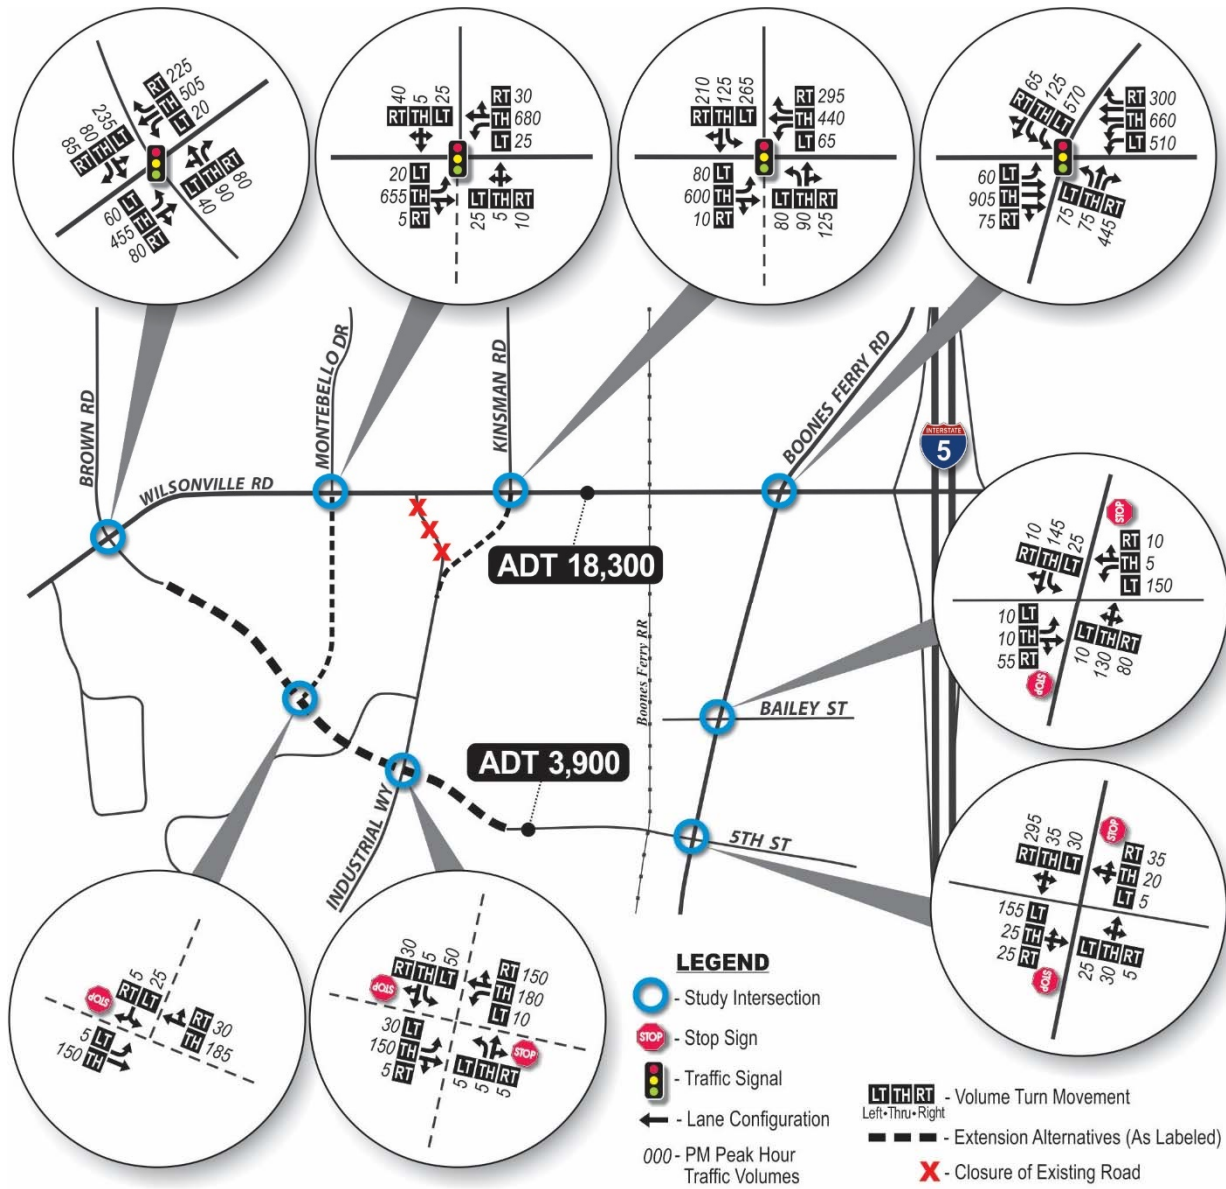 RT 225
TH 505
LT 20
85 80 235
RT TH LT
60 LT
455 TH
80 RT
LT TH RT
40 90 80
40 5 25
RT TH LT
RT 30
TH 680
LT 25
20 LT
655 TH
5 RT
LT TH RT
25 5 10
210 125 265
RT TH LT
RT 295
TH 440
LT 65
80 LT
600 TH
10 RT
LT TH RT
80 90 125
65 125 570
RT TH LT
RT 300
TH 660
LT 510
60 LT
905 TH
75 RT
LT TH RT
75 75 445
BROWN RD
WILSONVILLE RD
MONTEBELLO DR
KINSMAN RD
BOONES FERRY RD
INTERSTATE
5
X
X
X
ADT 18,300
Boones Ferry RR
BAILEY ST
ADT 3,900
INDUSTRIAL WY
5TH ST
10 145 25
RT TH LT
STOP
RT 10
TH 5
LT 150
10 LT
10 TH
55 RT
STOP
LT TH RT
10 130 80
295 35 30
RT TH LT
STOP
RT 35
TH 20
LT 5
155 LT
25 TH
25 RT
STOP
LT TH RT
25 30 5
STOP
5 25
RT LT
RT 30
TH 185
5 LT
150 TH
STOP
30 5 50
RT TH LT
RT 150
TH 180
LT 10
30 LT
150 TH
5 RT
LT TH RT
5 5 5
STOP
LEGEND
- Study Intersection
STOP - Stop Sign
- Traffic Signal
- Lane Configuration
000 - PM Peak Hour
Traffic Volumes
LT TH RT - Volume Turn Movement
Left•Thru•Right
- Extension Alternatives (As Labeled)
X - Closure of Existing Road